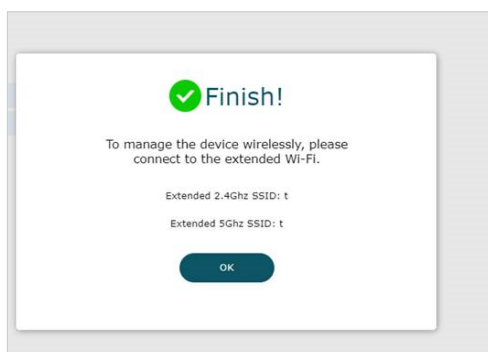 Finish!
To manage the device wirelessly, please
connect to the extended Wi-Fi.
Extended 2.4Ghz SSID: t
Extended 5Ghz SSID: t
OK